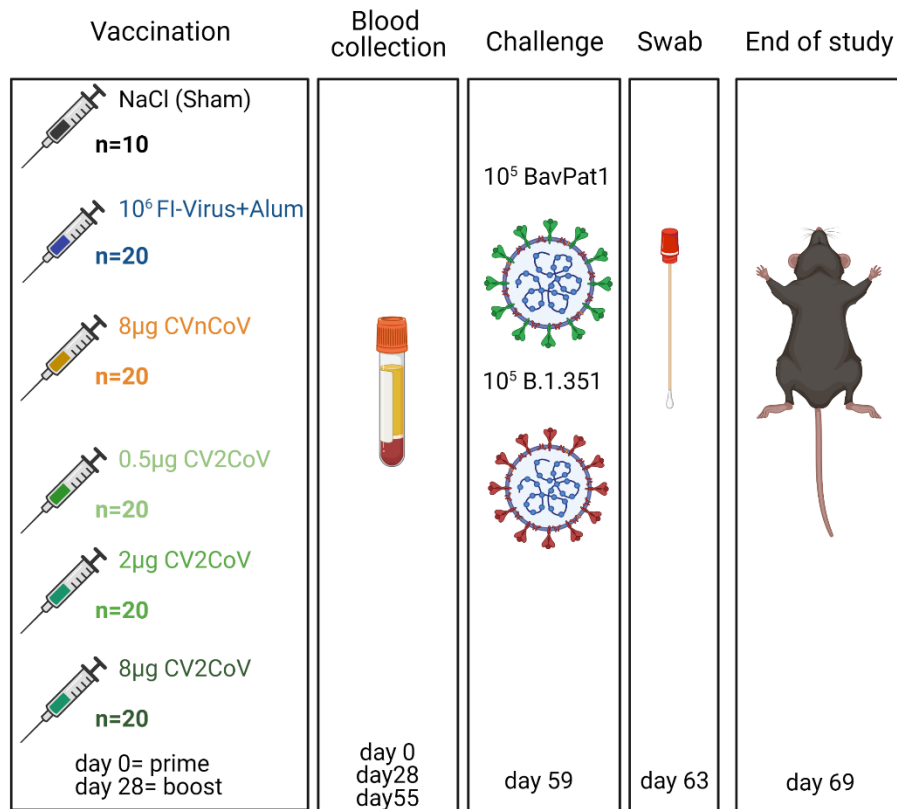 Vaccination
Blood
collection
Challenge
Swab
End of study
NaCl (Sham)
n=10
10⁶ FI-Virus+Alum
n=20
8µg CVnCoV
n=20
0.5µg CV2CoV
n=20
2µg CV2CoV
n=20
8µg CV2CoV
n=20
day 0= prime
day 28= boost
day 0
day28
day55
10⁵ BavPat1
10⁵ B.1.351
day 59
day 63
day 69